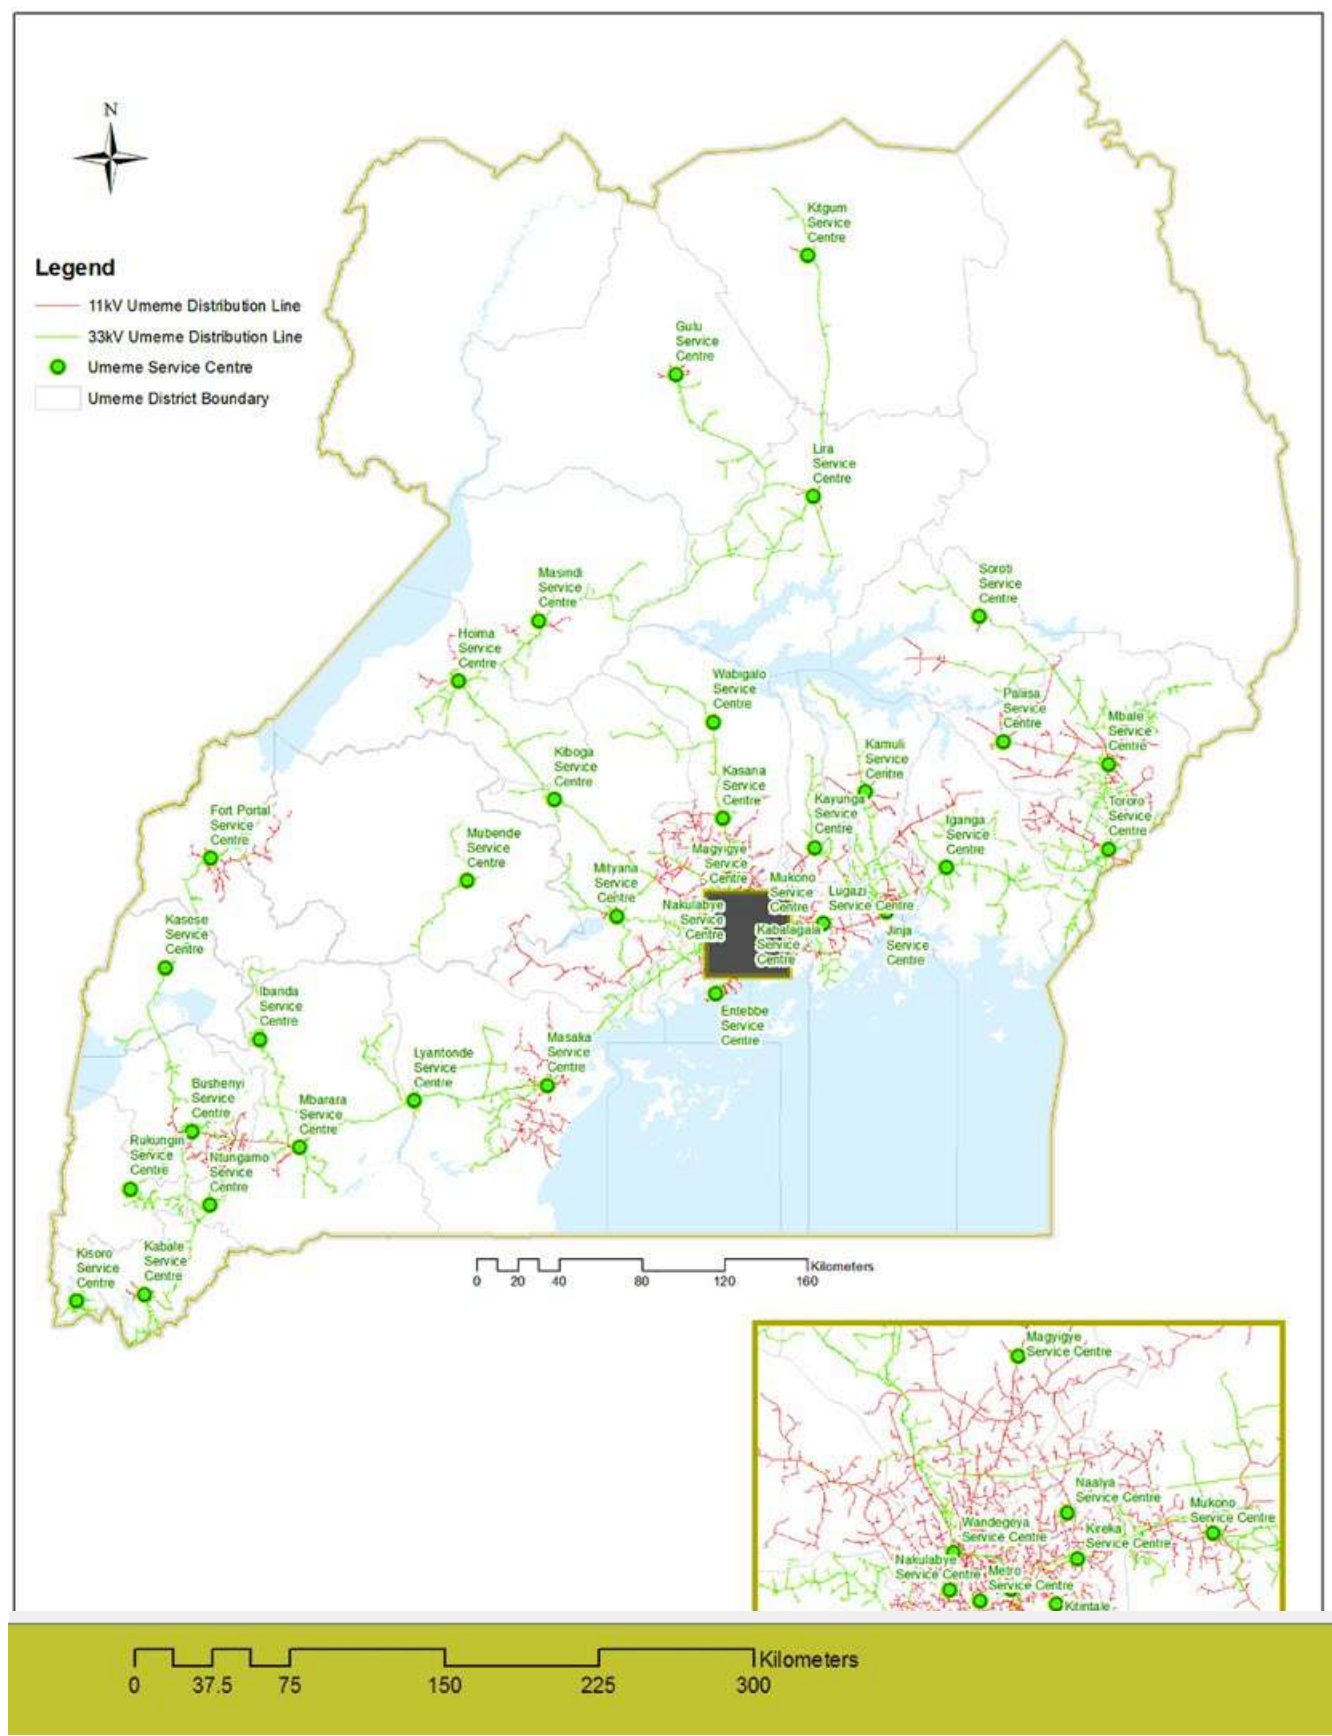 N
Legend
11kV Umeme Distribution Line
33kV Umeme Distribution Line
Umeme Service Centre
Umeme District Boundary
Kitgum
Service
Centre
Gulu
Service
Centre
Lira
Service
Centre
Masindi
Service
Centre
Soroti
Service
Centre
Hoima
Service
Centre
Wabigalo
Service
Centre
Pallisa
Service
Centre
Mbale
Service
Centre
Kiboga
Service
Centre
Kamuli
Service
Centre
Kasana
Service
Centre
Kayunga
Service
Centre
Tororo
Service
Centre
Fort Portal
Service
Centre
Iganga
Service
Centre
Mubende
Service
Centre
Magyigye
Service
Centre
Mityana
Service
Centre
Mukono
Service
Centre
Lugazi
Service Centre
Nakulabye
Service
Centre
Kabalagala
Service
Centre
Jinja
Service
Centre
Kasese
Service
Centre
Ibanda
Service
Centre
Entebbe
Service
Centre
Masaka
Service
Centre
Lyantonde
Service
Centre
Bushenyi
Service
Centre
Mbarara
Service
Centre
Rukungiri
Service
Centre
Ntungamo
Service
Centre
Kabale
Service
Centre
Kisoro
Service
Centre
0 20 40 80 120 160
Kilometers
Magyigye
Service Centre
Naalya
Service Centre
Mukono
Service Centre
Wandegeya
Service Centre
Kireka
Service Centre
Nakulabye
Service Centre
Metro
Service Centre
Kitintale
Kilometers
0 37.5 75 150 225 300